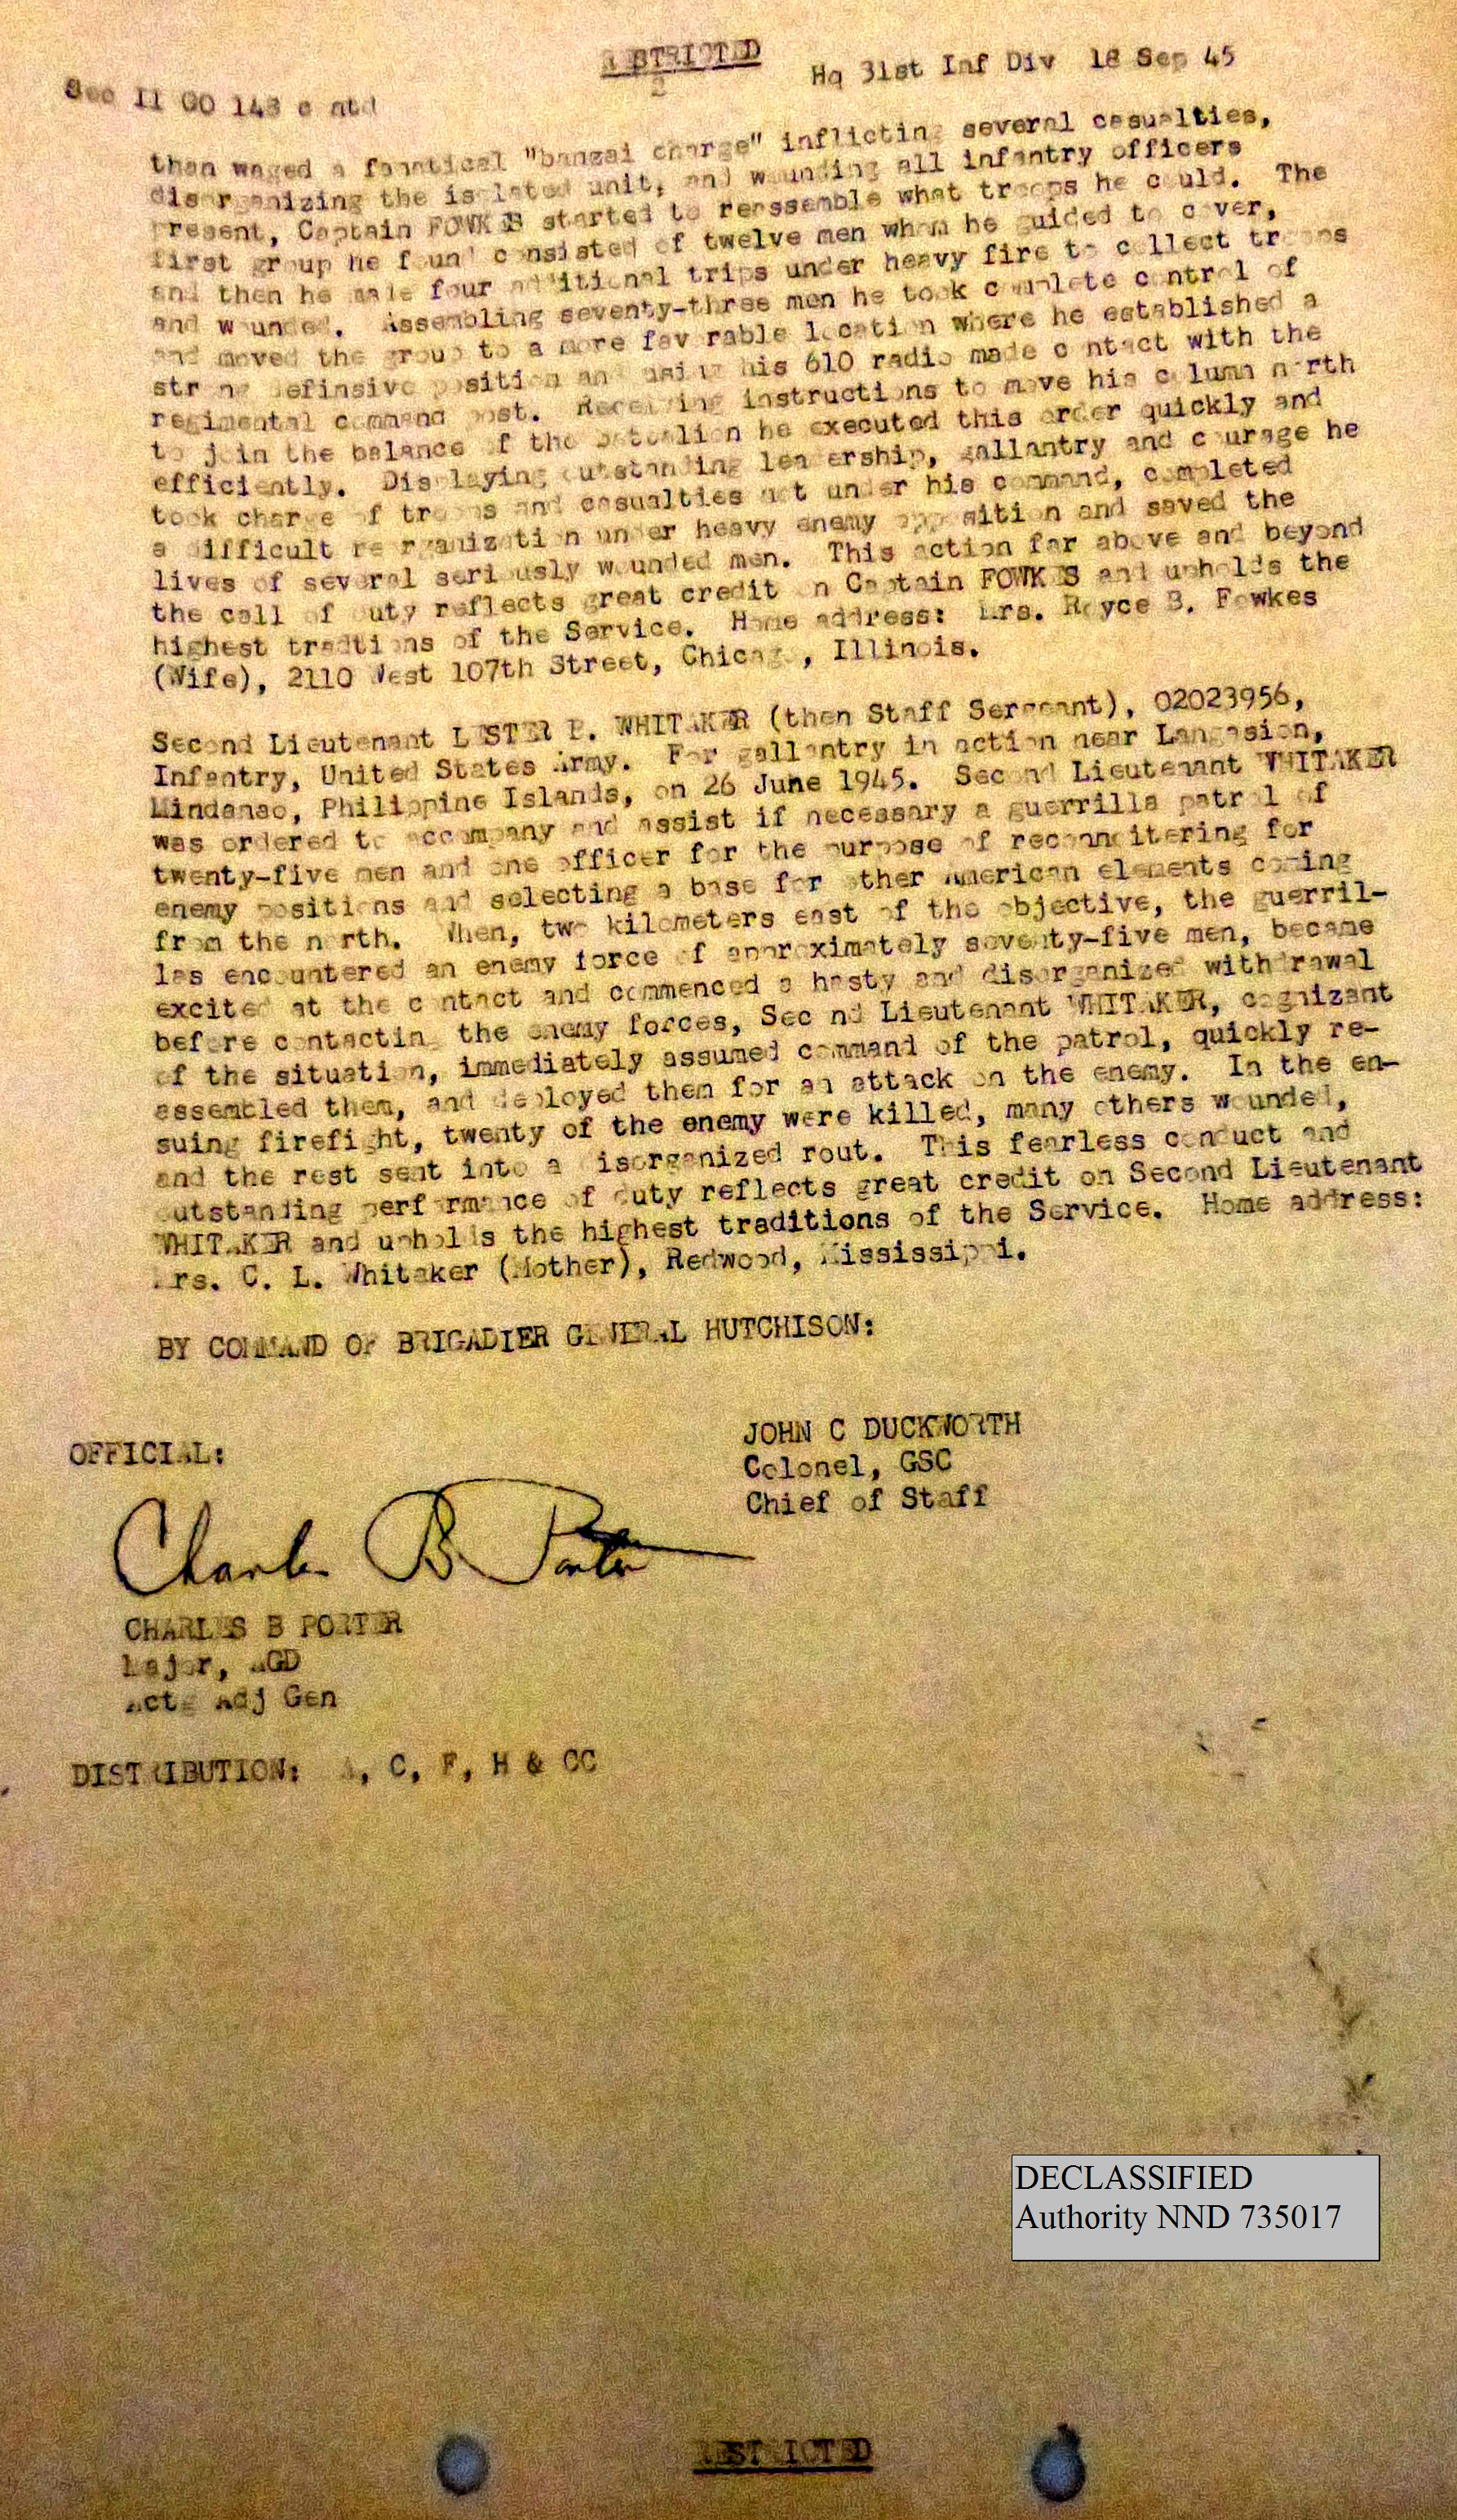 RESTRICTED
2
Hq 31st Inf Div 18 Sep 45
Sec II GO 143 contd
then waged a fanatical "banzai charge" inflicting several casualties,
disorganizing the isolated unit, and wounding all infantry officers
present, Captain FOWKES started to reassemble what troops he could. The
first group he found consisted of twelve men whom he guided to cover,
and then he made four additional trips under heavy fire to collect troops
and wounded. Assembling seventy-three men he took complete control of
and moved the group to a more favorable location where he established a
strong definsive position and using his 610 radio made contact with the
regimental command post. Receiving instructions to move his column north
to join the balance of the battalion he executed this order quickly and
efficiently. Displaying outstanding leadership, gallantry and courage he
took charge of troops and casualties not under his command, completed
a difficult reorganization under heavy enemy opposition and saved the
lives of several seriously wounded men. This action far above and beyond
the call of duty reflects great credit on Captain FOWKES and upholds the
highest tradtions of the Service. Home address: Mrs. Royce B. Fowkes
(Wife), 2110 West 107th Street, Chicago, Illinois.
Second Lieutenant LESTER E. WHITAKER (then Staff Sergeant), 02023956,
Infantry, United States Army. For gallantry in action near Langasion,
Mindanao, Philippine Islands, on 26 June 1945. Second Lieutenant WHITAKER
was ordered to accompany and assist if necessary a guerrilla patrol of
twenty-five men and one officer for the purpose of reconnoitering for
enemy positions and selecting a base for other American elements coming
from the north. When, two kilometers east of the objective, the guerril-
las encountered an enemy force of approximately seventy-five men, became
excited at the contact and commenced a hasty and disorganized withdrawal
before contacting the enemy forces, Second Lieutenant WHITAKER, cognizant
of the situation, immediately assumed command of the patrol, quickly re-
assembled them, and deployed them for an attack on the enemy. In the en-
suing firefight, twenty of the enemy were killed, many others wounded,
and the rest sent into a disorganized rout. This fearless conduct and
outstanding performance of duty reflects great credit on Second Lieutenant
WHITAKER and upholds the highest traditions of the Service. Home address:
Mrs. C. L. Whitaker (Mother), Redwood, Mississippi.
BY COMMAND OF BRIGADIER GENERAL HUTCHISON:
JOHN C DUCKWORTH
Colonel, GSC
Chief of Staff
OFFICIAL:
Charles B Porter
CHARLES B PORTER
Major, AGD
Actg Adj Gen
DISTRIBUTION: A, C, F, H & CC
DECLASSIFIED
Authority NND 735017
RESTRICTED